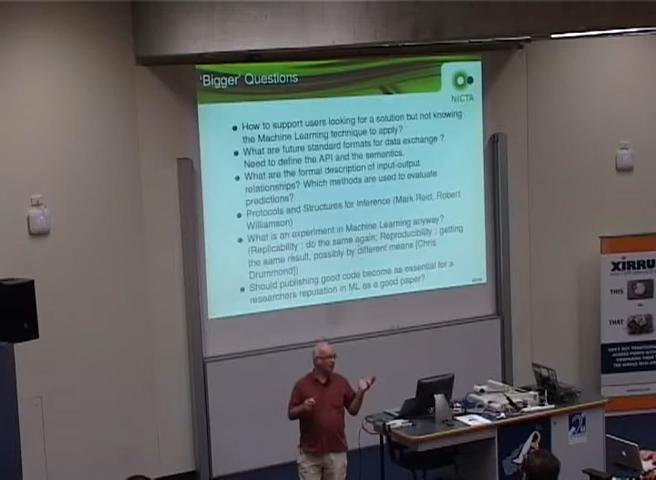 'Bigger' Questions
NICTA
• How to support users looking for a solution but not knowing
the Machine Learning technique to apply?
• What are future standard formats for data exchange ?
Need to define the API and the semantics.
• What are the formal description of input-output
relationships? Which methods are used to evaluate
predictions?
• Protocols and Structures for Inference (Mark Reid, Robert
Williamson)
• What is an experiment in Machine Learning anyway?
(Replicability : do the same again; Reproducibility : getting
the same result, possibly by different means [Chris
Drummond])
• Should publishing good code become as essential for a
researchers reputation in ML as a good paper?
XIRRU
THIS
THAT